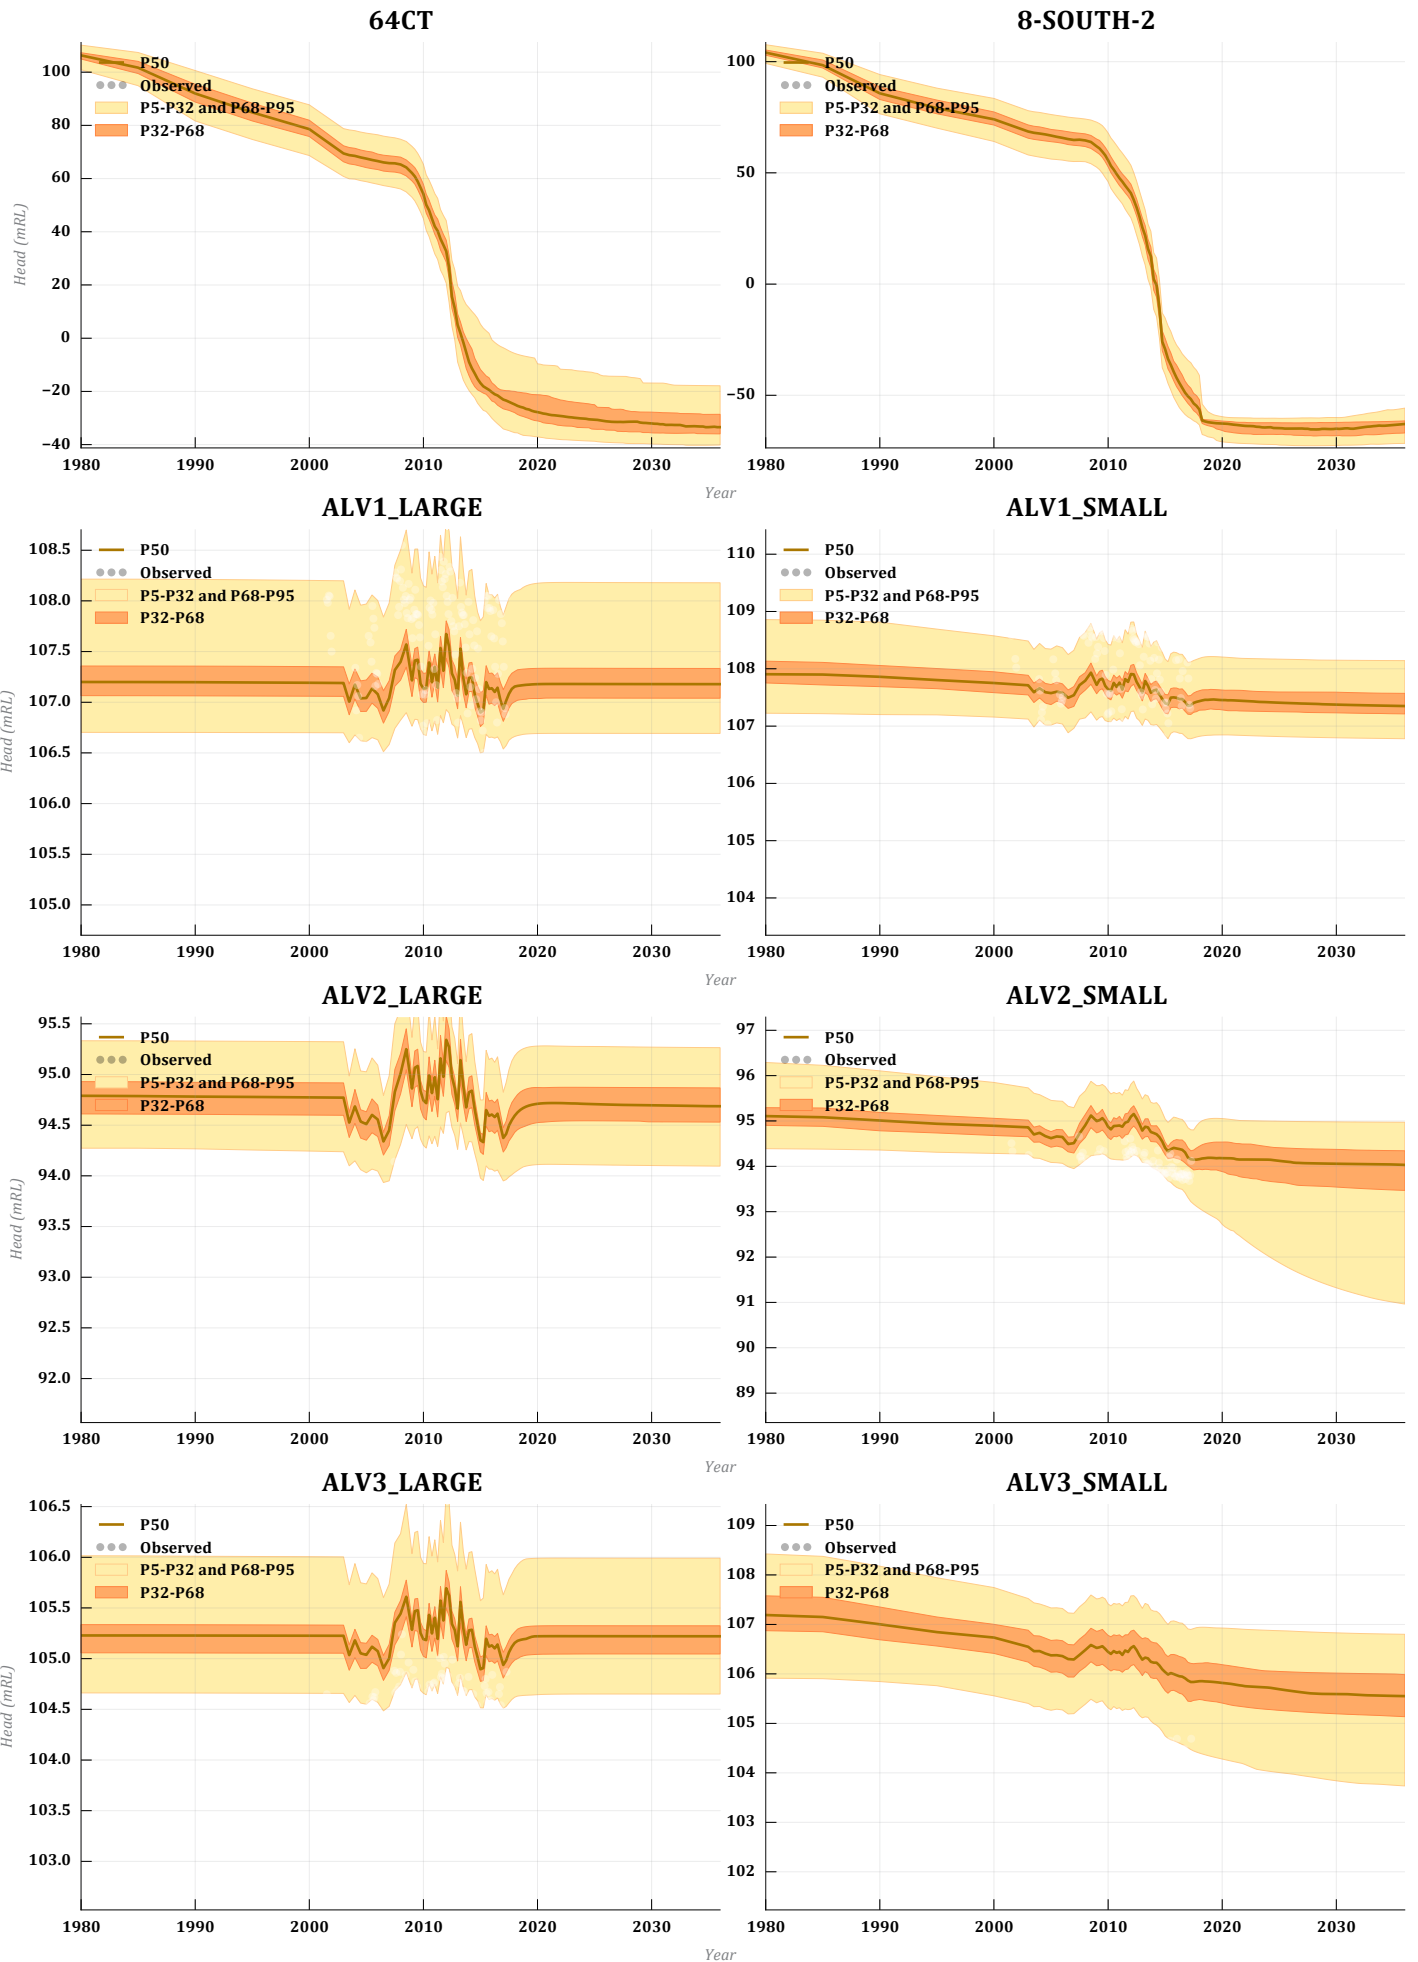 64CT
P50
Observed
P5-P32 and P68-P95
P32-P68
100
80
60
40
20
0
−20
−40
Head (mRL)
1980 1990 2000 2010 2020 2030
8-SOUTH-2
P50
Observed
P5-P32 and P68-P95
P32-P68
100
50
0
−50
1980 1990 2000 2010 2020 2030
Year
ALV1_LARGE
P50
Observed
P5-P32 and P68-P95
P32-P68
108.5
108.0
107.5
107.0
106.5
106.0
105.5
105.0
Head (mRL)
1980 1990 2000 2010 2020 2030
ALV1_SMALL
P50
Observed
P5-P32 and P68-P95
P32-P68
110
109
108
107
106
105
104
1980 1990 2000 2010 2020 2030
Year
ALV2_LARGE
P50
Observed
P5-P32 and P68-P95
P32-P68
95.5
95.0
94.5
94.0
93.5
93.0
92.5
92.0
Head (mRL)
1980 1990 2000 2010 2020 2030
ALV2_SMALL
P50
Observed
P5-P32 and P68-P95
P32-P68
97
96
95
94
93
92
91
90
89
1980 1990 2000 2010 2020 2030
Year
ALV3_LARGE
P50
Observed
P5-P32 and P68-P95
P32-P68
106.5
106.0
105.5
105.0
104.5
104.0
103.5
103.0
Head (mRL)
1980 1990 2000 2010 2020 2030
ALV3_SMALL
P50
Observed
P5-P32 and P68-P95
P32-P68
109
108
107
106
105
104
103
102
1980 1990 2000 2010 2020 2030
Year